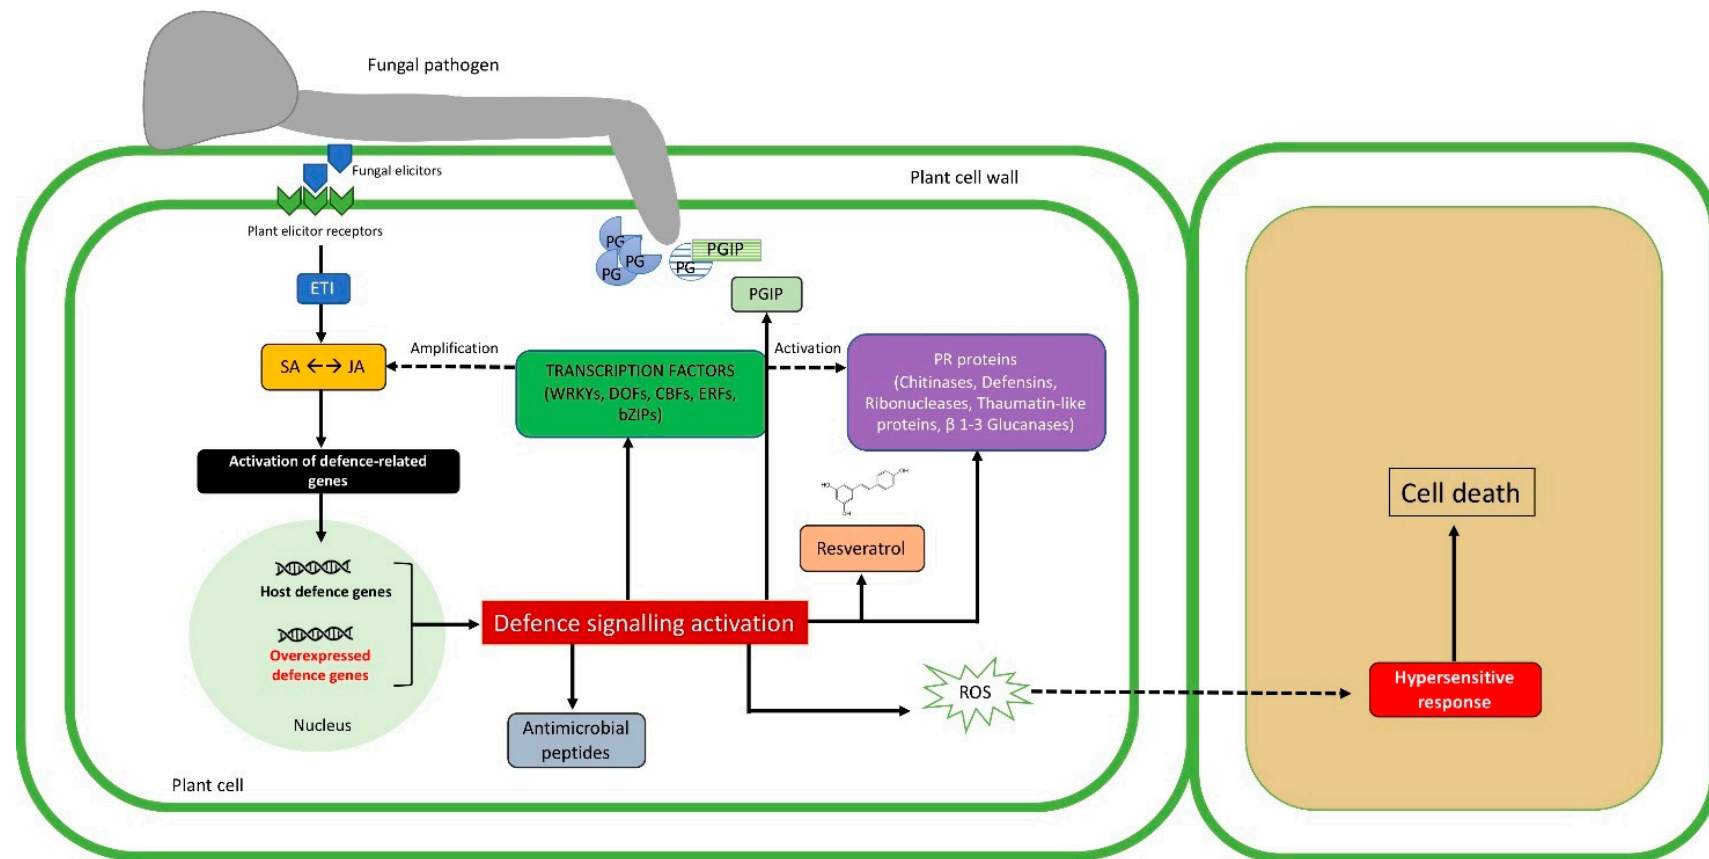 Fungal pathogen
Fungal elicitors
Plant cell wall
Plant elicitor receptors
PG
PG
PG
PG
PGIP
ETI
PGIP
SA JA
Amplification
TRANSCRIPTION FACTORS
(WRKYs, DOFs, CBFs, ERFs,
bZIPs)
Activation
PR proteins
(Chitinases, Defensins,
Ribonucleases, Thaumatin-like
proteins, β 1-3 Glucanases)
Activation of defence-related
genes
OH
HO
OH
Resveratrol
Cell death
Host defence genes
Overexpressed
defence genes
Nucleus
Defence signalling activation
ROS
Hypersensitive
response
Antimicrobial
peptides
Plant cell